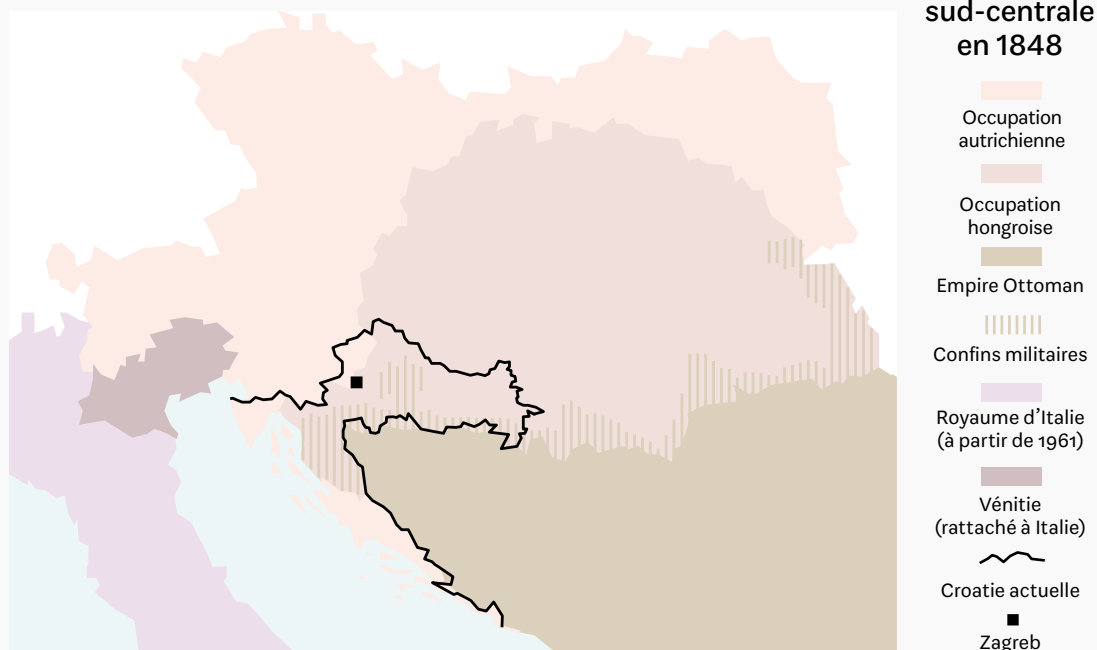 sud-centrale
en 1848
Occupation
autrichienne
Occupation
hongroise
Empire Ottoman
Confins militaires
Royaume d’Italie
(à partir de 1961)
Vénitie
(rattaché à Italie)
Croatie actuelle
Zagreb